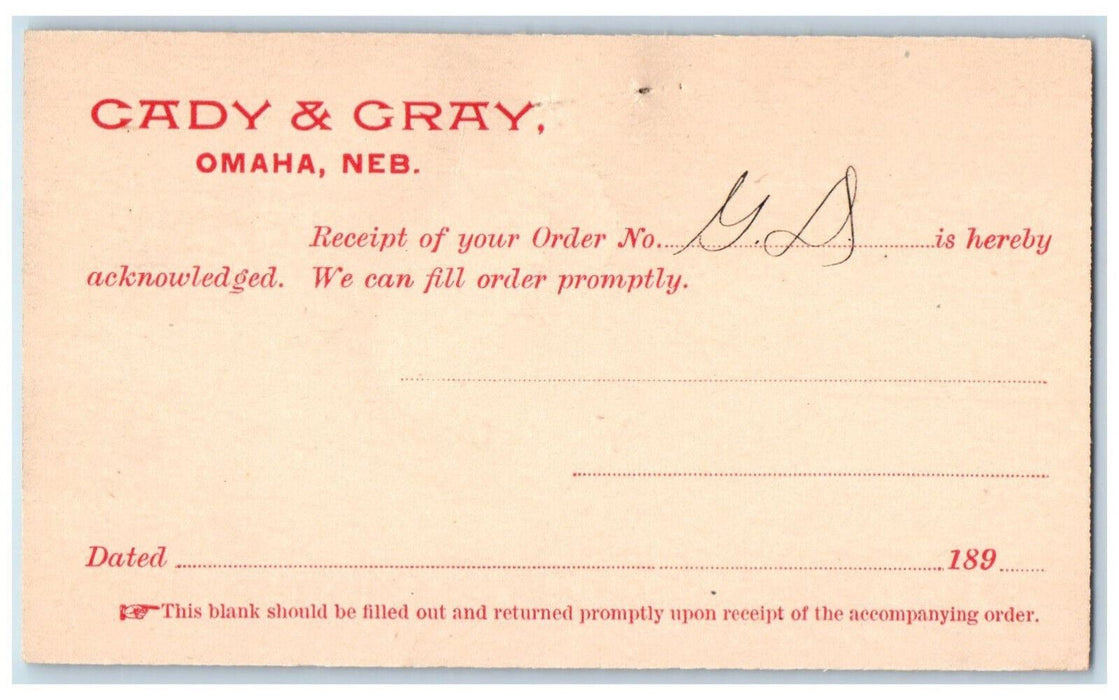 CADY & GRAY,
OMAHA, NEB.
Receipt of your Order No. G. S. is hereby
acknowledged. We can fill order promptly.
Dated 189
☞This blank should be filled out and returned promptly upon receipt of the accompanying order.